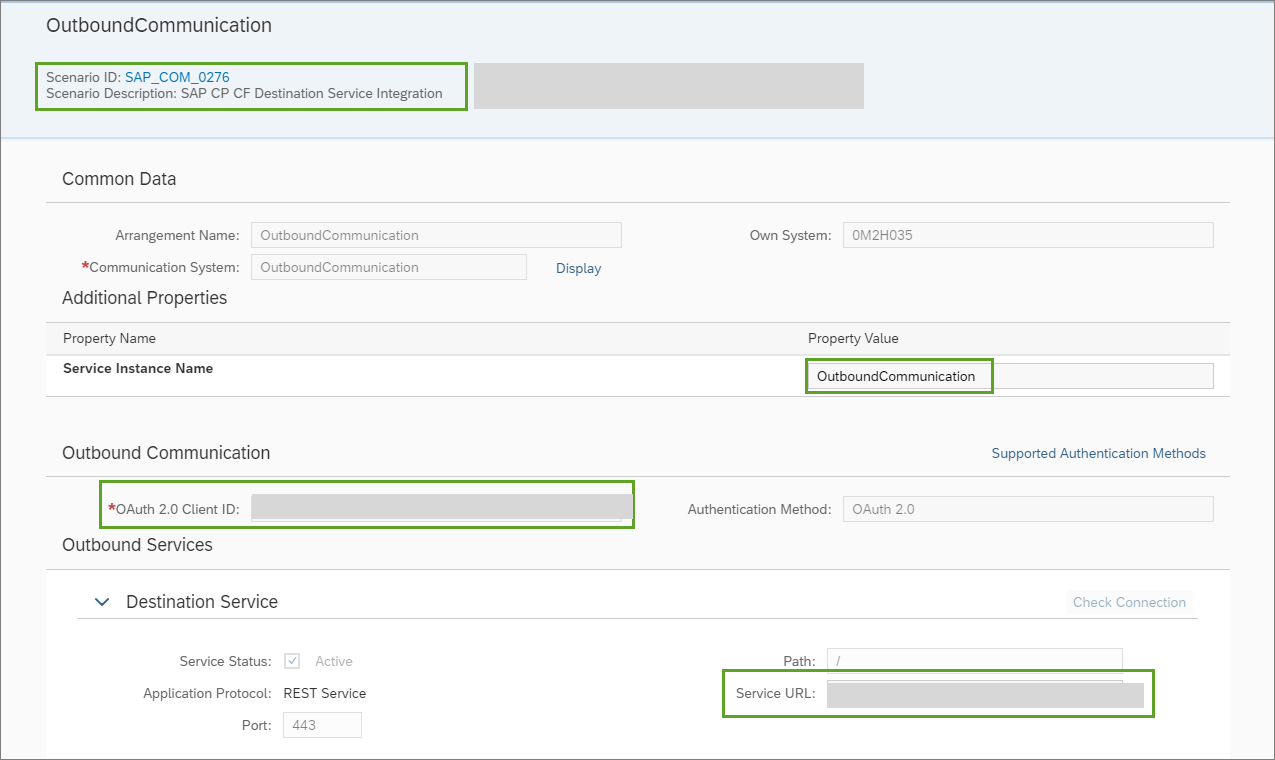 OutboundCommunication
Scenario ID: SAP_COM_0276
Scenario Description: SAP CP CF Destination Service Integration
Common Data
Arrangement Name: OutboundCommunication
Own System: 0M2H035
*Communication System: OutboundCommunication
Display
Additional Properties
Property Name
Property Value
Service Instance Name
OutboundCommunication
Outbound Communication
Supported Authentication Methods
*OAuth 2.0 Client ID:
Authentication Method: OAuth 2.0
Outbound Services
Destination Service
Check Connection
Service Status: Active
Path: /
Application Protocol: REST Service
Service URL:
Port: 443